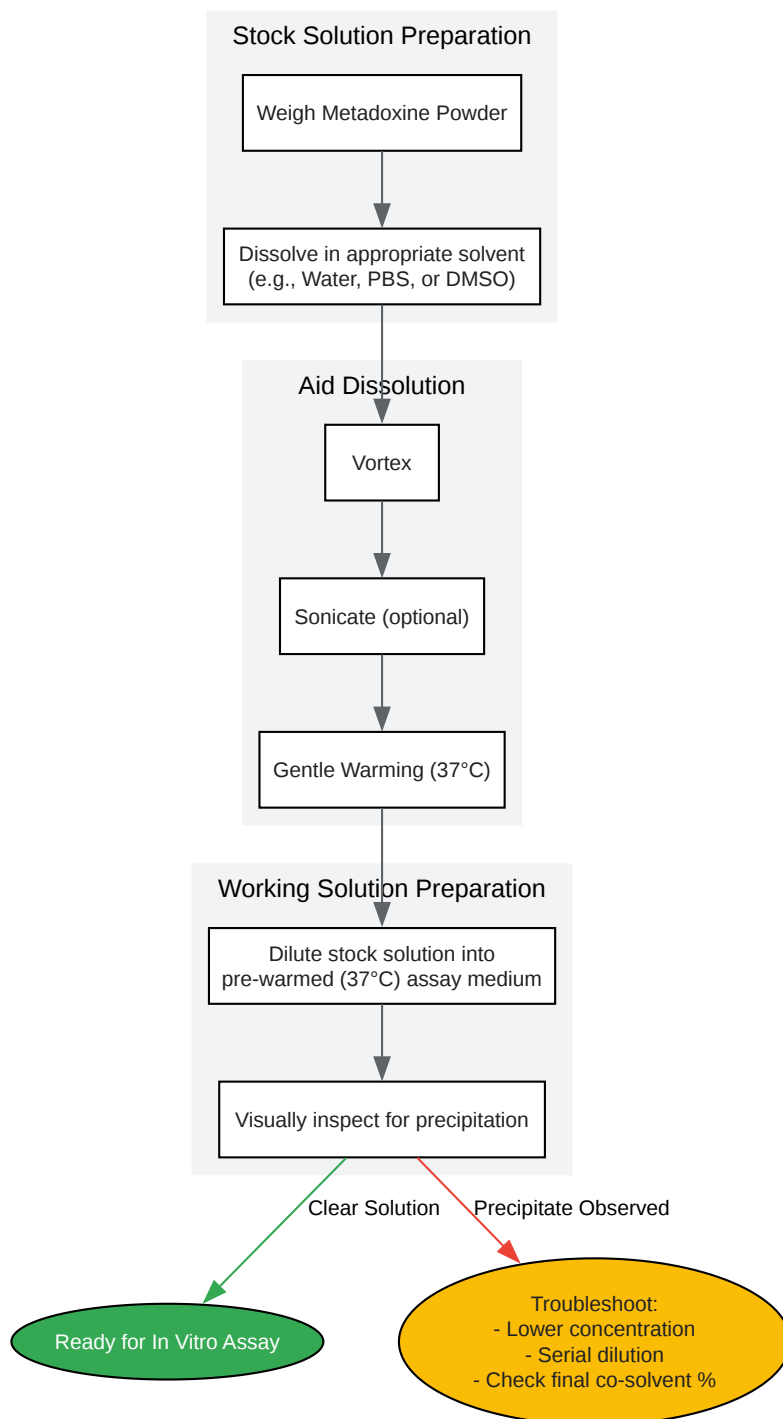 Stock Solution Preparation
Weigh Metadoxine Powder
Dissolve in appropriate solvent
(e.g., Water, PBS, or DMSO)
Aid Dissolution
Vortex
Sonicate (optional)
Gentle Warming (37°C)
Working Solution Preparation
Dilute stock solution into
pre-warmed (37°C) assay medium
Visually inspect for precipitation
Clear Solution
Precipitate Observed
Ready for In Vitro Assay
Troubleshoot:
- Lower concentration
- Serial dilution
- Check final co-solvent %